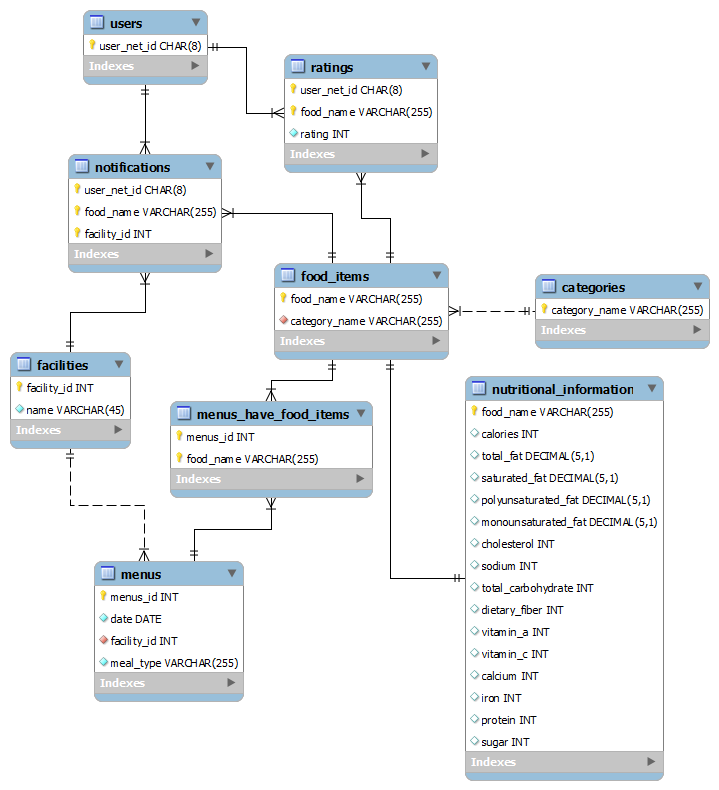 users
user_net_id CHAR(8)
Indexes
ratings
user_net_id CHAR(8)
food_name VARCHAR(255)
rating INT
Indexes
notifications
user_net_id CHAR(8)
food_name VARCHAR(255)
facility_id INT
Indexes
food_items
food_name VARCHAR(255)
category_name VARCHAR(255)
Indexes
categories
category_name VARCHAR(255)
Indexes
facilities
facility_id INT
name VARCHAR(45)
Indexes
menus_have_food_items
menus_id INT
food_name VARCHAR(255)
Indexes
nutritional_information
food_name VARCHAR(255)
calories INT
total_fat DECIMAL(5,1)
saturated_fat DECIMAL(5,1)
polyunsaturated_fat DECIMAL(5,1)
monounsaturated_fat DECIMAL(5,1)
cholesterol INT
sodium INT
total_carbohydrate INT
dietary_fiber INT
vitamin_a INT
vitamin_c INT
calcium INT
iron INT
protein INT
sugar INT
Indexes
menus
menus_id INT
date DATE
facility_id INT
meal_type VARCHAR(255)
Indexes